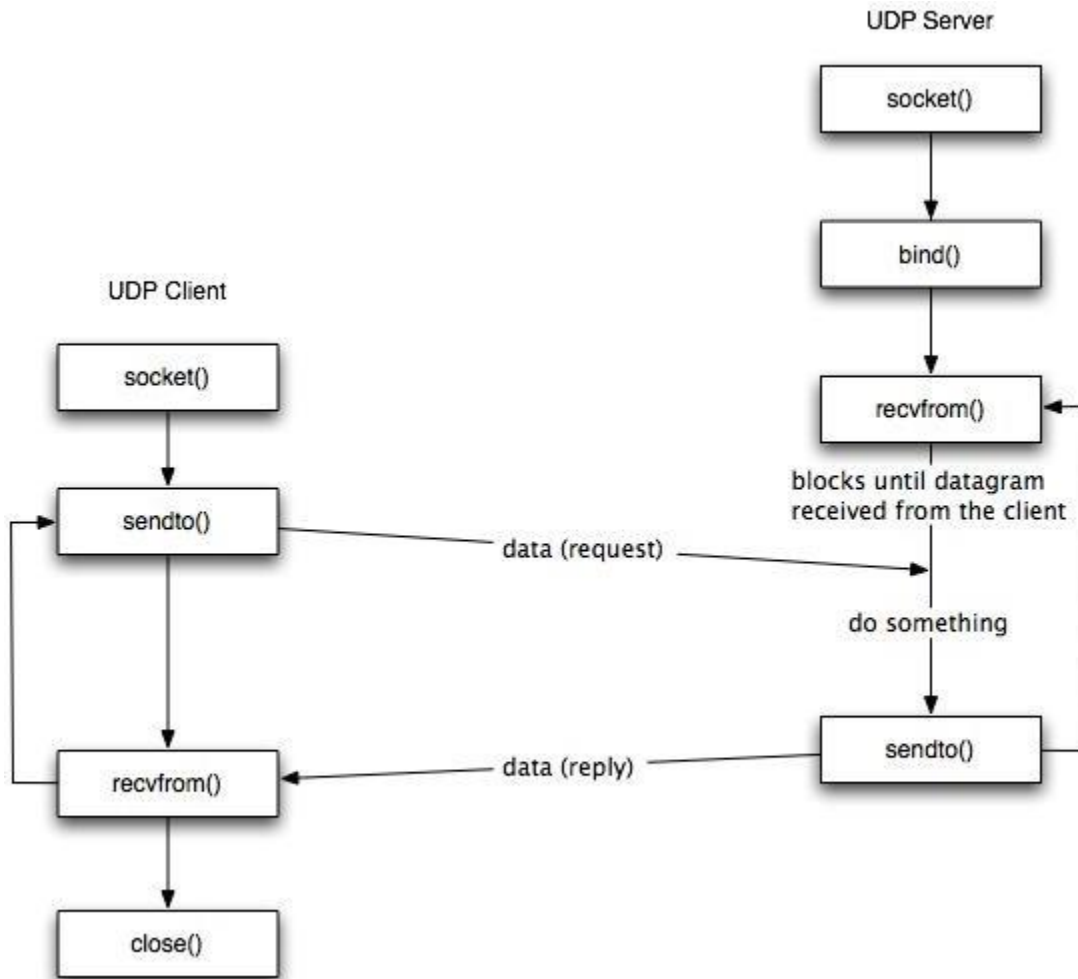 UDP Server
socket()
bind()
UDP Client
socket()
recvfrom()
blocks until datagram
received from the client
sendto()
data (request)
do something
sendto()
data (reply)
recvfrom()
close()